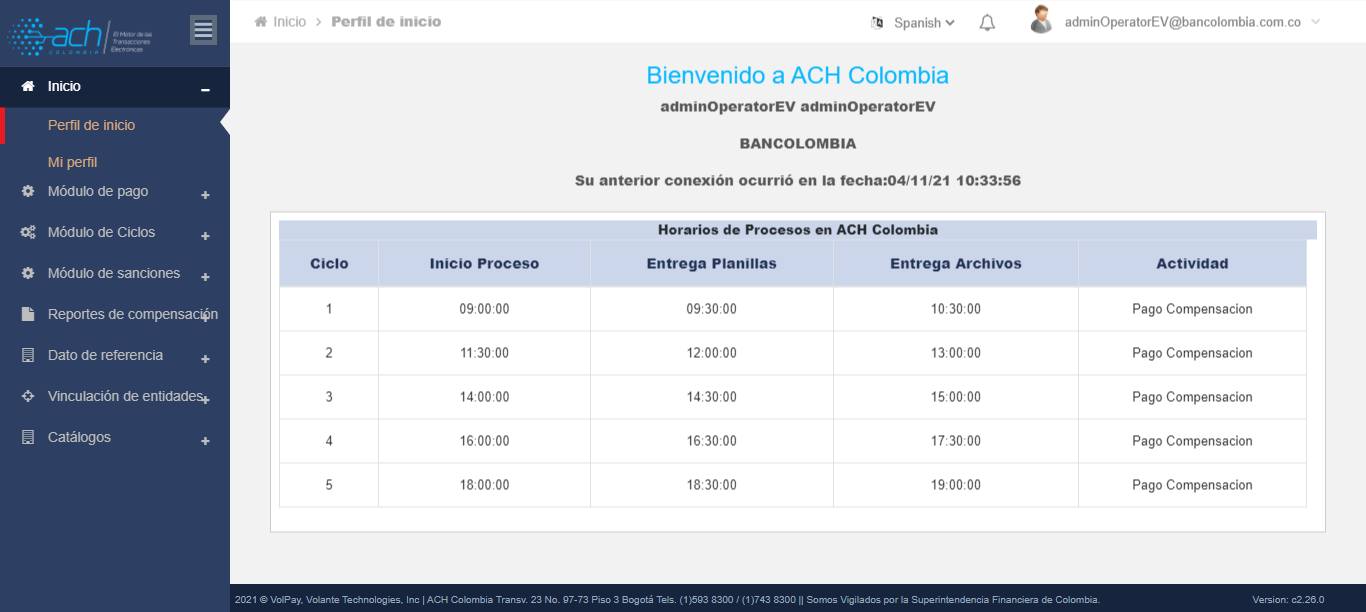 ach
COLOMBIA
El Motor de las
Transacciones
Electrónicas
Inicio > Perfil de inicio
Spanish
adminOperatorEV@bancolombia.com.co
Inicio
Perfil de inicio
Mi perfil
Módulo de pago
Módulo de Ciclos
Módulo de sanciones
Reportes de compensación
Dato de referencia
Vinculación de entidades
Catálogos
Bienvenido a ACH Colombia
adminOperatorEV adminOperatorEV
BANCOLOMBIA
Su anterior conexión ocurrió en la fecha:04/11/21 10:33:56
Horarios de Procesos en ACH Colombia
Ciclo Inicio Proceso Entrega Planillas Entrega Archivos Actividad
1 09:00:00 09:30:00 10:30:00 Pago Compensacion
2 11:30:00 12:00:00 13:00:00 Pago Compensacion
3 14:00:00 14:30:00 15:00:00 Pago Compensacion
4 16:00:00 16:30:00 17:30:00 Pago Compensacion
5 18:00:00 18:30:00 19:00:00 Pago Compensacion
2021 © VolPay, Volante Technologies, Inc | ACH Colombia Transv. 23 No. 97-73 Piso 3 Bogotá Tels. (1)593 8300 / (1)743 8300 || Somos Vigilados por la Superintendencia Financiera de Colombia. Version: c2.26.0